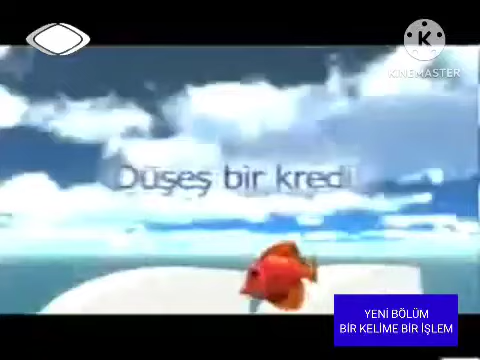 K
KINEMASTER
Düşeş bir kredi
YENİ BÖLÜM
BİR KELİME BİR İŞLEM